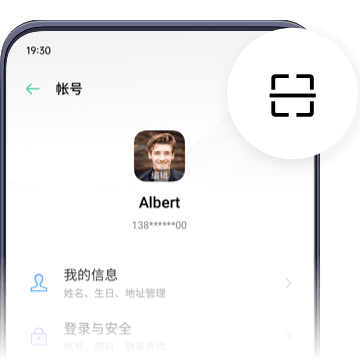 19:30
帐号
编辑
Albert
138******00
我的信息
姓名、生日、地址管理
登录与安全
帐号、密码、联系方式